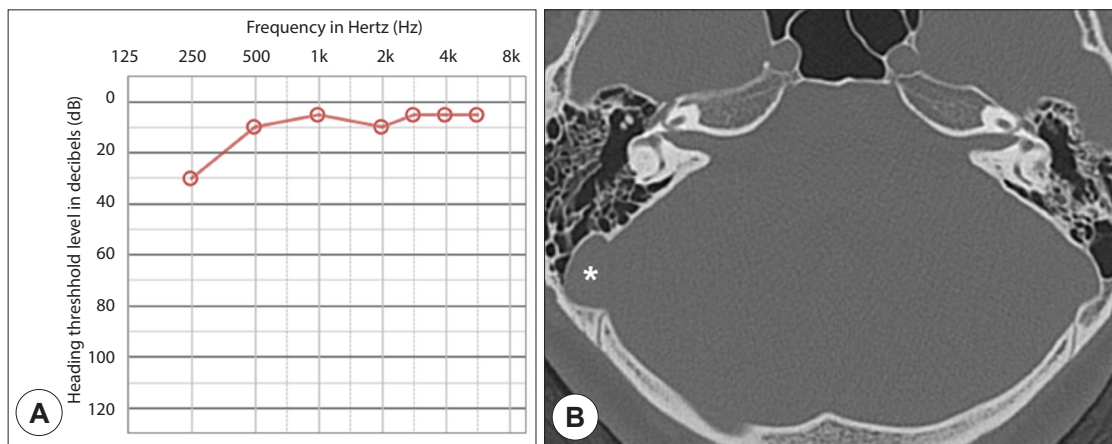 Frequency in Hertz (Hz)
125 250 500 1k 2k 4k 8k
Heading threshhold level in decibels (dB)
0
20
40
60
80
100
120
A
*
B